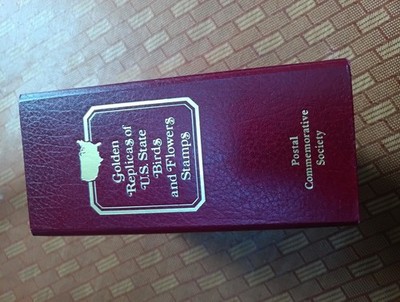 Golden
Replicas of
U.S. State
Birds
and Flowers
Stamps
Postal
Commemorative
Society